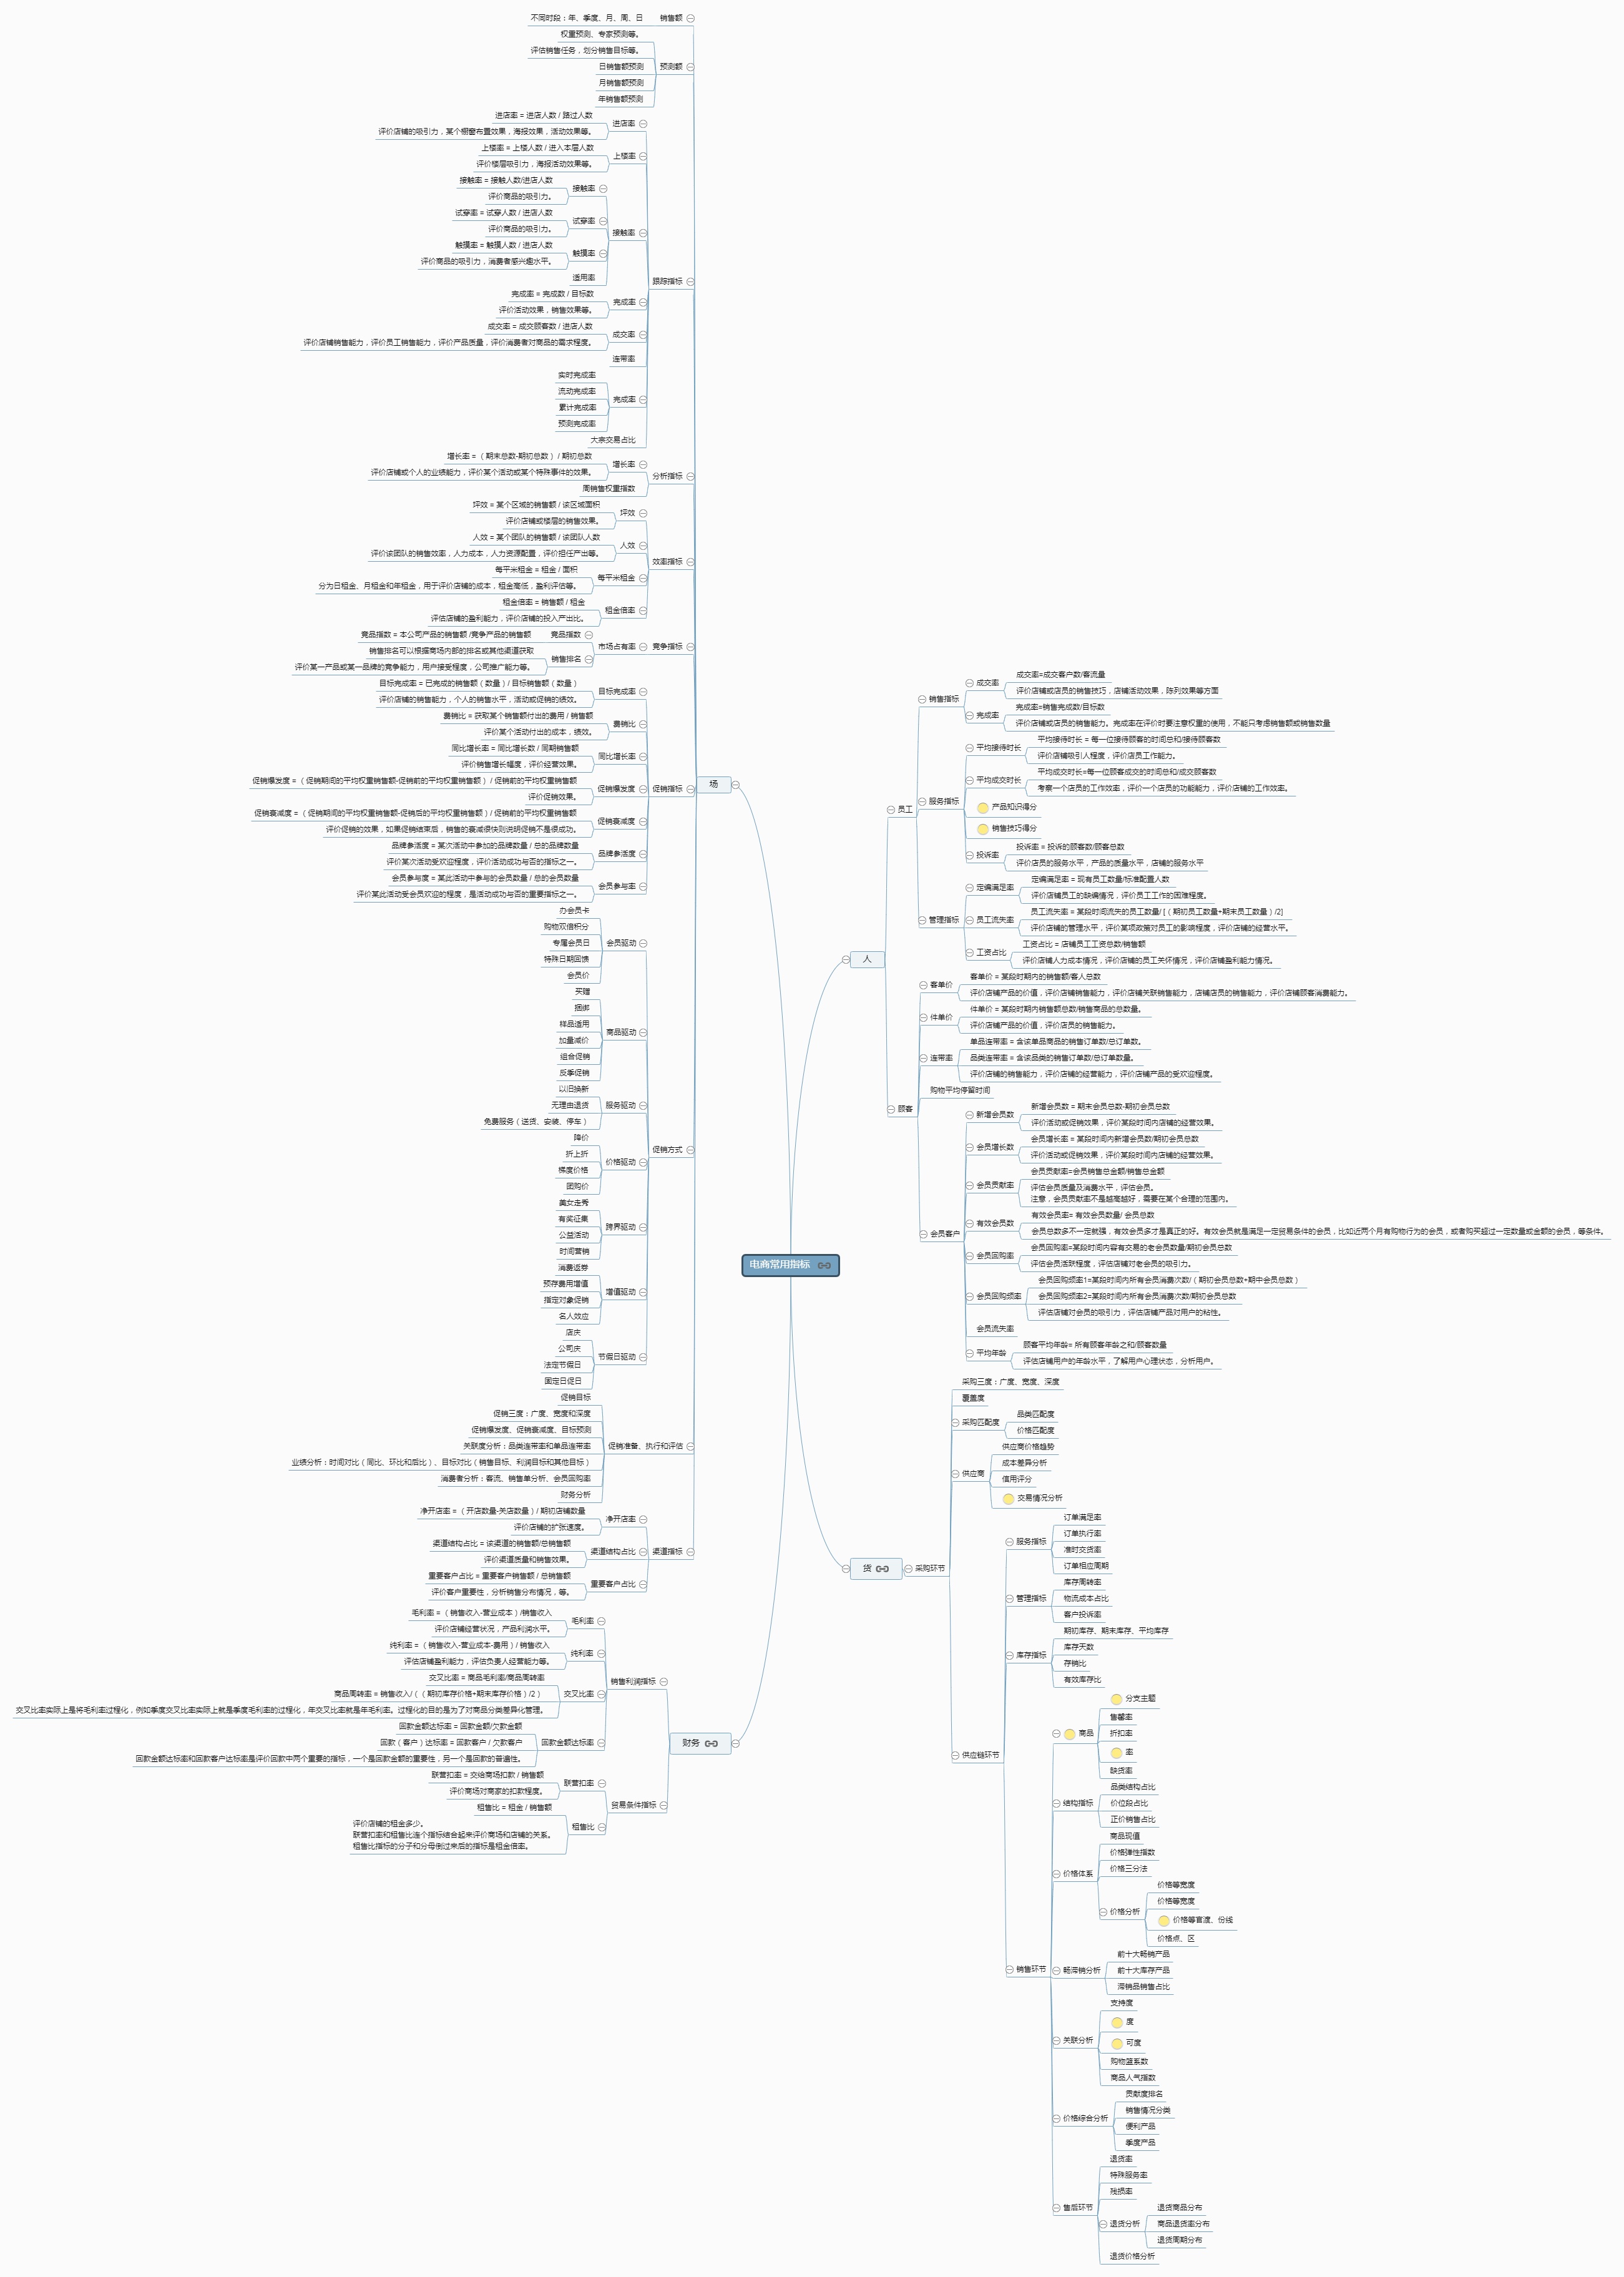 电商常用指标
场
销售额
不同时段：年、季度、月、周、日
预测额
权重预测、专家预测等。
评估销售任务，划分销售目标等。
日销售额预测
月销售额预测
年销售额预测
跟踪指标
进店率
进店率 = 进店人数 / 路过人数
评价店铺的吸引力，某个橱窗布置效果，海报效果，活动效果等。
上楼率
上楼率 = 上楼人数 / 进入本层人数
评价楼层吸引力，海报活动效果等。
接触率
接触率
接触率 = 接触人数/进店人数
评价商品的吸引力。
试穿率
试穿率 = 试穿人数 / 进店人数
评价商品的吸引力。
触摸率
触摸率 = 触摸人数 / 进店人数
评价商品的吸引力，消费者感兴趣水平。
适用率
完成率
完成率 = 完成数 / 目标数
评价活动效果，销售效果等。
成交率
成交率 = 成交顾客数 / 进店人数
评价店铺销售能力，评价员工销售能力，评价产品质量，评价消费者对商品的需求程度。
连带率
完成率
实时完成率
流动完成率
累计完成率
预测完成率
大宗交易占比
分析指标
增长率
增长率 =（期末总数-期初总数）/ 期初总数
评价店铺或个人的业绩能力，评价某个活动或某个特殊事件的效果。
周销售权重指数
效率指标
坪效
坪效 = 某个区域的销售额 / 该区域面积
评价店铺或楼层的销售效果。
人效
人效 = 某个团队的销售额 / 该团队人数
评价该团队的销售效率，人力成本，人力资源配置，评价担任产出等。
每平米租金
每平米租金 = 租金 / 面积
分为日租金、月租金和年租金，用于评价店铺的成本，租金高低，盈利评估等。
租金倍率
租金倍率 = 销售额 / 租金
评估店铺的盈利能力，评价店铺的投入产出比。
竞争指标
市场占有率
竞品指数
竞品指数 = 本公司产品的销售额 /竞争产品的销售额
销售排名
销售排名可以根据商场内部的排名或其他渠道获取
评价某一产品或某一品牌的竞争能力，用户接受程度，公司推广能力等。
促销指标
目标完成率
目标完成率 = 已完成的销售额（数量）/ 目标销售额（数量）
评价店铺的销售能力，个人的销售水平，活动或促销的绩效。
费销比
费销比 = 获取某个销售额付出的费用 / 销售额
评价某个活动付出的成本，绩效。
同比增长率
同比增长率 = 同比增长数 / 同期销售额
评价销售增长幅度，评价经营效果。
促销爆发度
促销爆发度 =（促销期间的平均权重销售额-促销前的平均权重销售额）/ 促销前的平均权重销售额
评价促销效果。
促销衰减度
促销衰减度 =（促销期间的平均权重销售额-促销后的平均权重销售额）/ 促销前的平均权重销售额
评价促销的效果，如果促销结束后，销售的衰减很快则说明促销不是很成功。
品牌参活度
品牌参活度 = 某次活动中参加的品牌数量 / 总的品牌数量
评价某次活动受欢迎程度，评价活动成功与否的指标之一。
会员参与率
会员参与度 = 某此活动中参与的会员数量 / 总的会员数量
评价某此活动受会员欢迎的程度，是活动成功与否的重要指标之一。
促销方式
会员驱动
办会员卡
购物双倍积分
专属会员日
特殊日期回馈
会员价
商品驱动
买赠
捆绑
样品适用
加量减价
组合促销
反季促销
服务驱动
以旧换新
无理由退货
免费服务（送货、安装、停车）
价格驱动
降价
折上折
梯度价格
团购价
跨界驱动
美女走秀
有奖征集
公益活动
时间营销
增值驱动
消费返券
预存费用增值
指定对象促销
名人效应
节假日驱动
店庆
公司庆
法定节假日
固定日促日
促销准备、执行和评估
促销目标
促销三度：广度、宽度和深度
促销爆发度、促销衰减度、目标预测
关联度分析：品类连带率和单品连带率
业绩分析：时间对比（同比、环比和后比）、目标对比（销售目标、利润目标和其他目标）
消费者分析：客流、销售单分析、会员回购率
财务分析
渠道指标
净开店率
净开店率 =（开店数量-关店数量）/ 期初店铺数量
评价店铺的扩张速度。
渠道结构占比
渠道结构占比 = 该渠道的销售额/总销售额
评价渠道质量和销售效果。
重要客户占比
重要客户占比 = 重要客户销售额 / 总销售额
评价客户重要性，分析销售分布情况，等。
财务
销售利润指标
毛利率
毛利率 =（销售收入-营业成本）/销售收入
评价店铺经营状况，产品利润水平。
纯利率
纯利率 =（销售收入-营业成本-费用）/ 销售收入
评估店铺盈利能力，评估负责人经营能力等。
交叉比率
交叉比率 = 商品毛利率/商品周转率
商品周转率 = 销售收入/（（期初库存价格+期末库存价格）/2）
交叉比率实际上是将毛利率过程化，例如季度交叉比率实际上就是季度毛利率的过程化，年交叉比率就是年毛利率。过程化的目的是为了对商品分类差异化管理。
回款金额达标率
回款金额达标率 = 回款金额/欠款金额
回款（客户）达标率 = 回款客户 / 欠款客户
回款金额达标率和回款客户达标率是评价回款中两个重要的指标，一个是回款金额的重要性，另一个是回款的普遍性。
贸易条件指标
联营扣率
联营扣率 = 交给商场扣款 / 销售额
评价商场对商家的扣款程度。
租售比
租售比 = 租金 / 销售额
评价店铺的租金多少。
联营扣率和租售比连个指标结合起来评价商场和店铺的关系。
租售比指标的分子和分母倒过来后的指标是租金倍率。
人
员工
销售指标
成交率
成交率=成交客户数/客流量
评价店铺或店员的销售技巧，店铺活动效果，陈列效果等方面
完成率
完成率=销售完成数/目标数
评价店铺或店员的销售能力。完成率在评价时要注意权重的使用，不能只考虑销售额或销售数量
服务指标
平均接待时长
平均接待时长 = 每一位接待顾客的时间总和/接待顾客数
评价店铺吸引人程度，评价店员工作能力。
平均成交时长
平均成交时长=每一位顾客成交的时间总和/成交顾客数
考察一个店员的工作效率，评价一个店员的功能能力，评价店铺的工作效率。
产品知识得分
销售技巧得分
投诉率
投诉率 = 投诉的顾客数/顾客总数
评价店员的服务水平，产品的质量水平，店铺的服务水平
管理指标
定编满足率
定编满足率 = 现有员工数量/标准配置人数
评价店铺员工的缺编情况，评价员工工作的困难程度。
员工流失率
员工流失率 = 某段时间流失的员工数量/ [（期初员工数量+期末员工数量）/2]
评价店铺的管理水平，评价某项政策对员工的影响程度，评价店铺的经营水平。
工资占比
工资占比 = 店铺员工工资总数/销售额
评价店铺人力成本情况，评价店铺的员工关怀情况，评价店铺盈利能力情况。
顾客
客单价
客单价 = 某段时期内的销售额/客人总数
评价店铺产品的价值，评价店铺销售能力，评价店铺关联销售能力，店铺店员的销售能力，评价店铺顾客消费能力。
件单价
件单价 = 某段时期内销售额总数/销售商品的总数量。
评价店铺产品的价值，评价店员的销售能力。
连带率
单品连带率 = 含该单品商品的销售订单数/总订单数。
品类连带率 = 含该品类的销售订单数/总订单数量。
评价店铺的销售能力，评价店铺的经营能力，评价店铺产品的受欢迎程度。
购物平均停留时间
会员客户
新增会员数
新增会员数 = 期末会员总数-期初会员总数
评价活动或促销效果，评价某段时间内店铺的经营效果。
会员增长数
会员增长率 = 某段时间内新增会员数/期初会员总数
评价活动或促销效果，评价某段时间内店铺的经营效果。
会员贡献率
会员贡献率=会员销售总金额/销售总金额
评估会员质量及消费水平，评估会员。
注意，会员贡献率不是越高越好，需要在某个合理的范围内。
有效会员数
有效会员率= 有效会员数量/ 会员总数
会员总数多不一定就强，有效会员多才是真正的好。有效会员就是满足一定贸易条件的会员，比如近两个月有购物行为的会员，或者购买超过一定数量或金额的会员，等条件。
会员回购率
会员回购率=某段时间内容有交易的老会员数量/期初会员总数
评估会员活跃程度，评估店铺对老会员的吸引力。
会员回购频率
会员回购频率1=某段时间内所有会员消费次数/（期初会员总数+期中会员总数）
会员回购频率2=某段时间内所有会员消费次数/期初会员总数
评估店铺对会员的吸引力，评估店铺产品对用户的粘性。
会员流失率
平均年龄
顾客平均年龄= 所有顾客年龄之和/顾客数量
评估店铺用户的年龄水平，了解用户心理状态，分析用户。
货
采购环节
采购三度：广度、宽度、深度
覆盖度
采购匹配度
品类匹配度
价格匹配度
供应商
供应商价格趋势
成本差异分析
信用评分
交易情况分析
供应链环节
服务指标
订单满足率
订单执行率
准时交货率
订单相应周期
管理指标
库存周转率
物流成本占比
客户投诉率
库存指标
期初库存、期末库存、平均库存
库存天数
存销比
有效库存比
销售环节
商品
分支主题
售罄率
折扣率
率
缺货率
结构指标
品类结构占比
价位段占比
正价销售占比
价格体系
商品现值
价格弹性指数
价格三分法
价格分析
价格等宽度
价格等宽度
价格等官渡、份线
价格点、区
畅滞销分析
前十大畅销产品
前十大库存产品
滞销品销售占比
关联分析
支持度
度
可度
购物篮系数
商品人气指数
价格综合分析
贡献度排名
销售情况分类
便利产品
季度产品
售后环节
退货率
特殊服务率
残损率
退货分析
退货商品分布
商品退货率分布
退货周期分布
退货价格分析